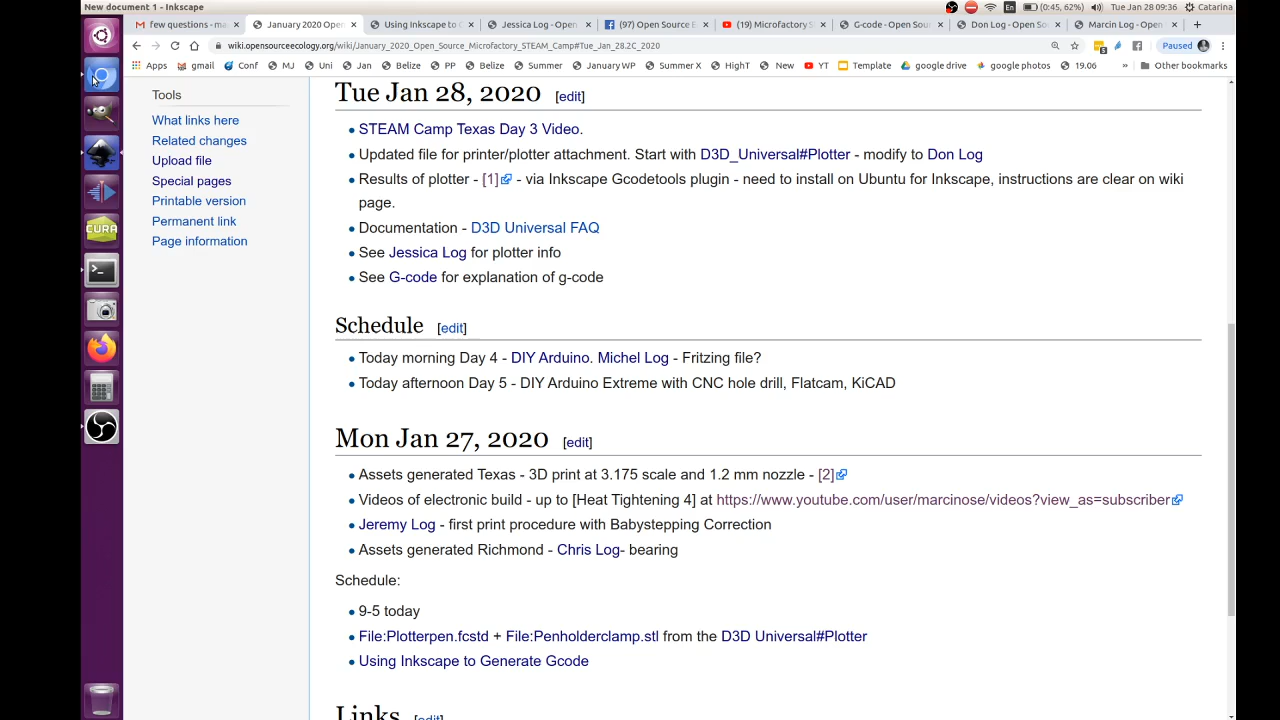 New document 1 - Inkscape
En (0:45, 62%) Tue Jan 28 09:36 Catarina
few questions - ma
January 2020 Open
Using Inkscape to G
Jessica Log - Open
(97) Open Source E
(19) Microfacto
G-code - Open Sou
Don Log - Open So
Marcin Log - Open
wiki.opensourceecology.org/wiki/January_2020_Open_Source_Microfactory_STEAM_Camp#Tue_Jan_28.2C_2020
Paused
Apps gmail Conf MJ Uni Jan Belize PP Belize Summer January WP Summer X HighT New YT Template google drive google photos 19.06 » Other bookmarks
Tools
What links here
Related changes
Upload file
Special pages
Printable version
Permanent link
Page information
CURA
Tue Jan 28, 2020 [edit]
STEAM Camp Texas Day 3 Video.
Updated file for printer/plotter attachment. Start with D3D_Universal#Plotter - modify to Don Log
Results of plotter - [1] - via Inkscape Gcodetools plugin - need to install on Ubuntu for Inkscape, instructions are clear on wiki
page.
Documentation - D3D Universal FAQ
See Jessica Log for plotter info
See G-code for explanation of g-code
Schedule [edit]
Today morning Day 4 - DIY Arduino. Michel Log - Fritzing file?
Today afternoon Day 5 - DIY Arduino Extreme with CNC hole drill, Flatcam, KiCAD
Mon Jan 27, 2020 [edit]
Assets generated Texas - 3D print at 3.175 scale and 1.2 mm nozzle - [2]
Videos of electronic build - up to [Heat Tightening 4] at https://www.youtube.com/user/marcinose/videos?view_as=subscriber
Jeremy Log - first print procedure with Babystepping Correction
Assets generated Richmond - Chris Log- bearing
Schedule:
9-5 today
File:Plotterpen.fcstd + File:Penholderclamp.stl from the D3D Universal#Plotter
Using Inkscape to Generate Gcode
Links [edit]